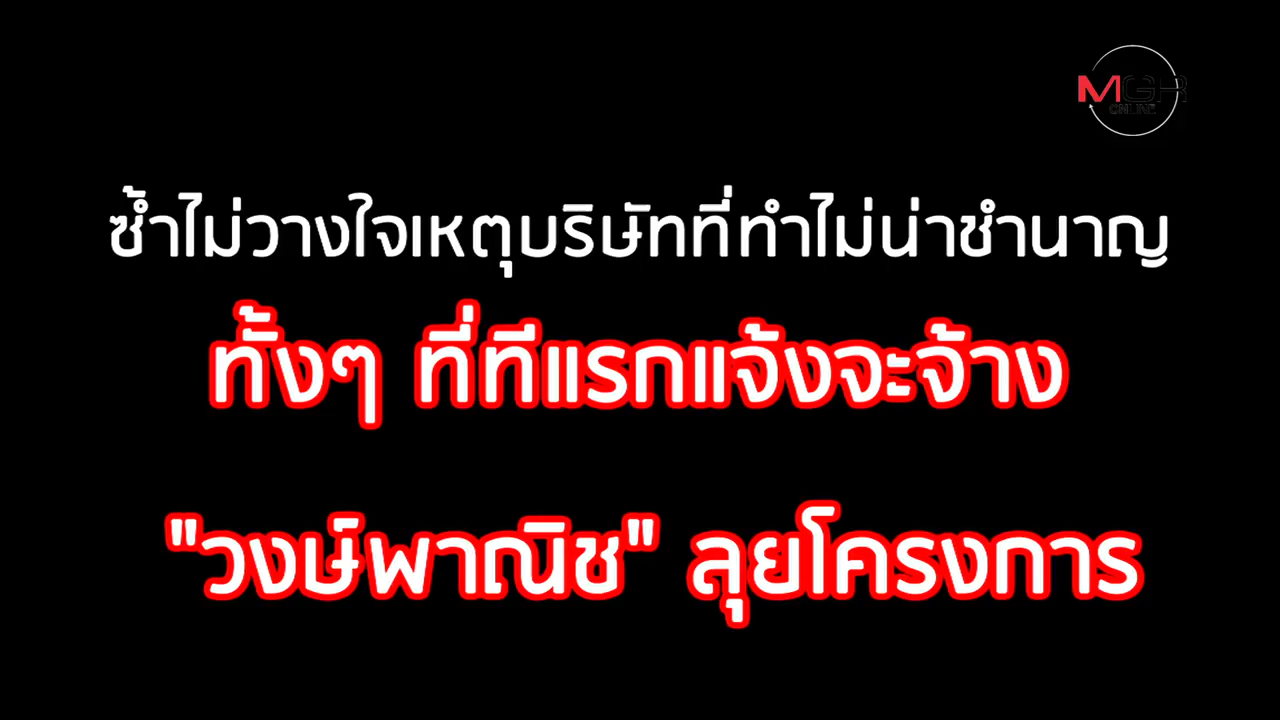 MGR
ONLINE
ซ้ำไม่วางใจเหตุบริษัทที่ทำไม่น่าชำนาญ
ทั้งๆ ที่ทีแรกแจ้งจะจ้าง
"วงษ์พาณิช" ลุยโครงการ